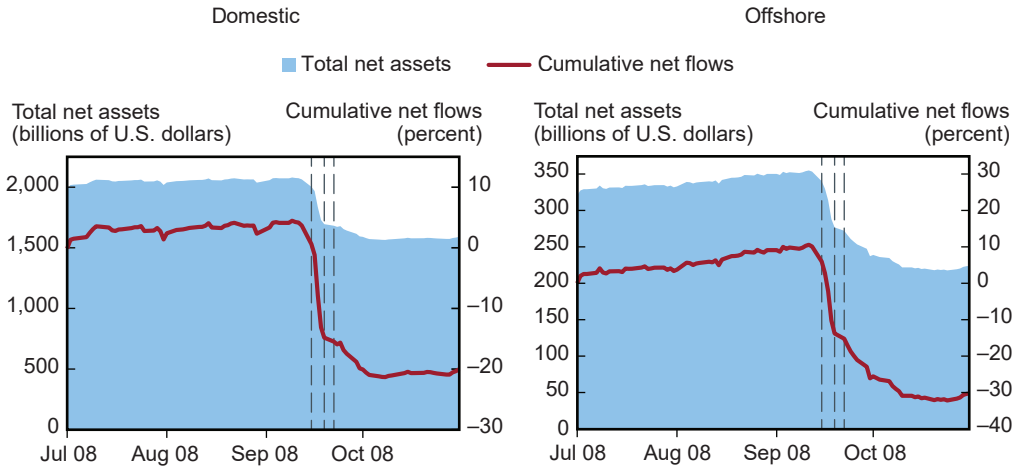 Domestic
Offshore
Total net assets
Cumulative net flows
Total net assets
(billions of U.S. dollars)
Cumulative net flows
(percent)
2,000
1,500
1,000
500
0
10
0
–10
–20
–30
Jul 08
Aug 08
Sep 08
Oct 08
Total net assets
(billions of U.S. dollars)
Cumulative net flows
(percent)
350
300
250
200
150
100
50
0
30
20
10
0
–10
–20
–30
–40
Jul 08
Aug 08
Sep 08
Oct 08